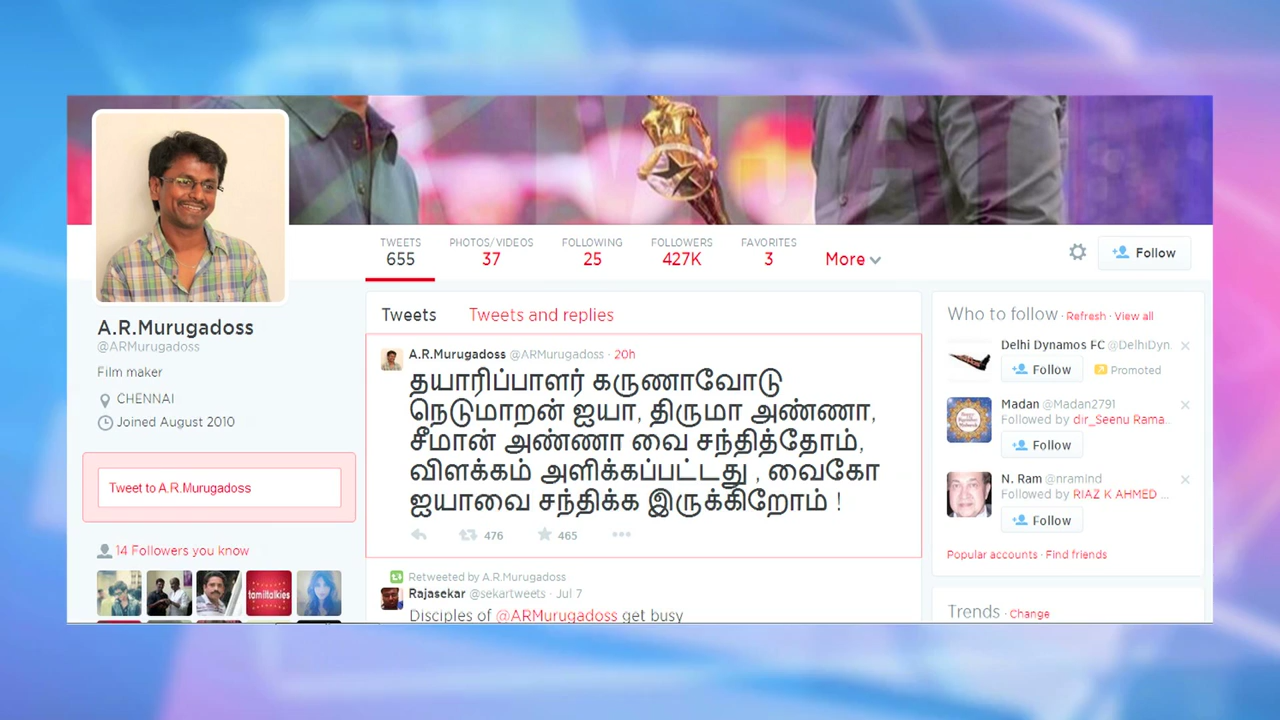 TWEETS PHOTOS/VIDEOS FOLLOWING FOLLOWERS FAVORITES
655 37 25 427K 3 More Follow
A.R.Murugadoss
@ARMurugadoss
Film maker
CHENNAI
Joined August 2010
Tweet to A.R.Murugadoss
14 Followers you know
tamiltalkies
Tweets Tweets and replies
A.R.Murugadoss @ARMurugadoss · 20h
தயாரிப்பாளர் கருணாவோடு
நெடுமாறன் ஐயா, திருமா அண்ணா,
சீமான் அண்ணா வை சந்தித்தோம்,
விளக்கம் அளிக்கப்பட்டது , வைகோ
ஐயாவை சந்திக்க இருக்கிறோம் !
476 465
Retweeted by A.R.Murugadoss
Rajasekar @sekartweets · Jul 7
Disciples of @ARMurugadoss get busy
Who to follow · Refresh · View all
Delhi Dynamos FC @DelhiDyn.
Follow Promoted
Madan @Madan2791
Followed by dir_Seenu Rama..
Follow
N. Ram @nramind
Followed by RIAZ K AHMED ...
Follow
Popular accounts · Find friends
Trends · Change